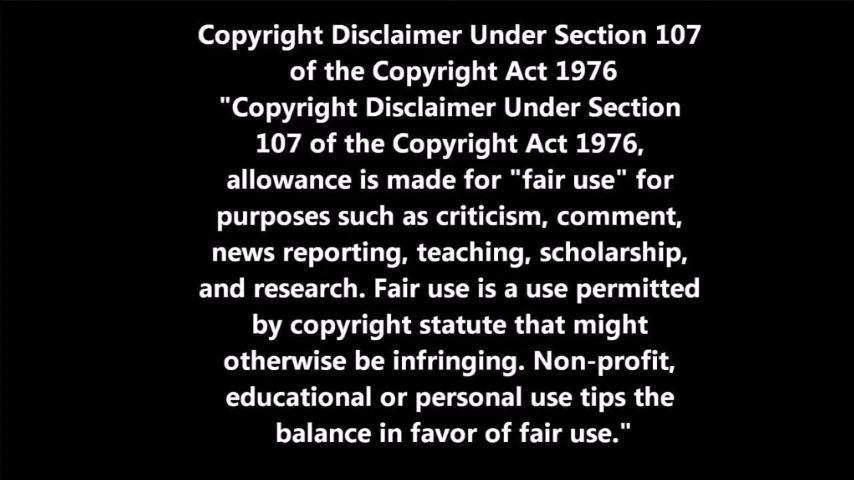 Copyright Disclaimer Under Section 107
of the Copyright Act 1976
"Copyright Disclaimer Under Section
107 of the Copyright Act 1976,
allowance is made for "fair use" for
purposes such as criticism, comment,
news reporting, teaching, scholarship,
and research. Fair use is a use permitted
by copyright statute that might
otherwise be infringing. Non-profit,
educational or personal use tips the
balance in favor of fair use."